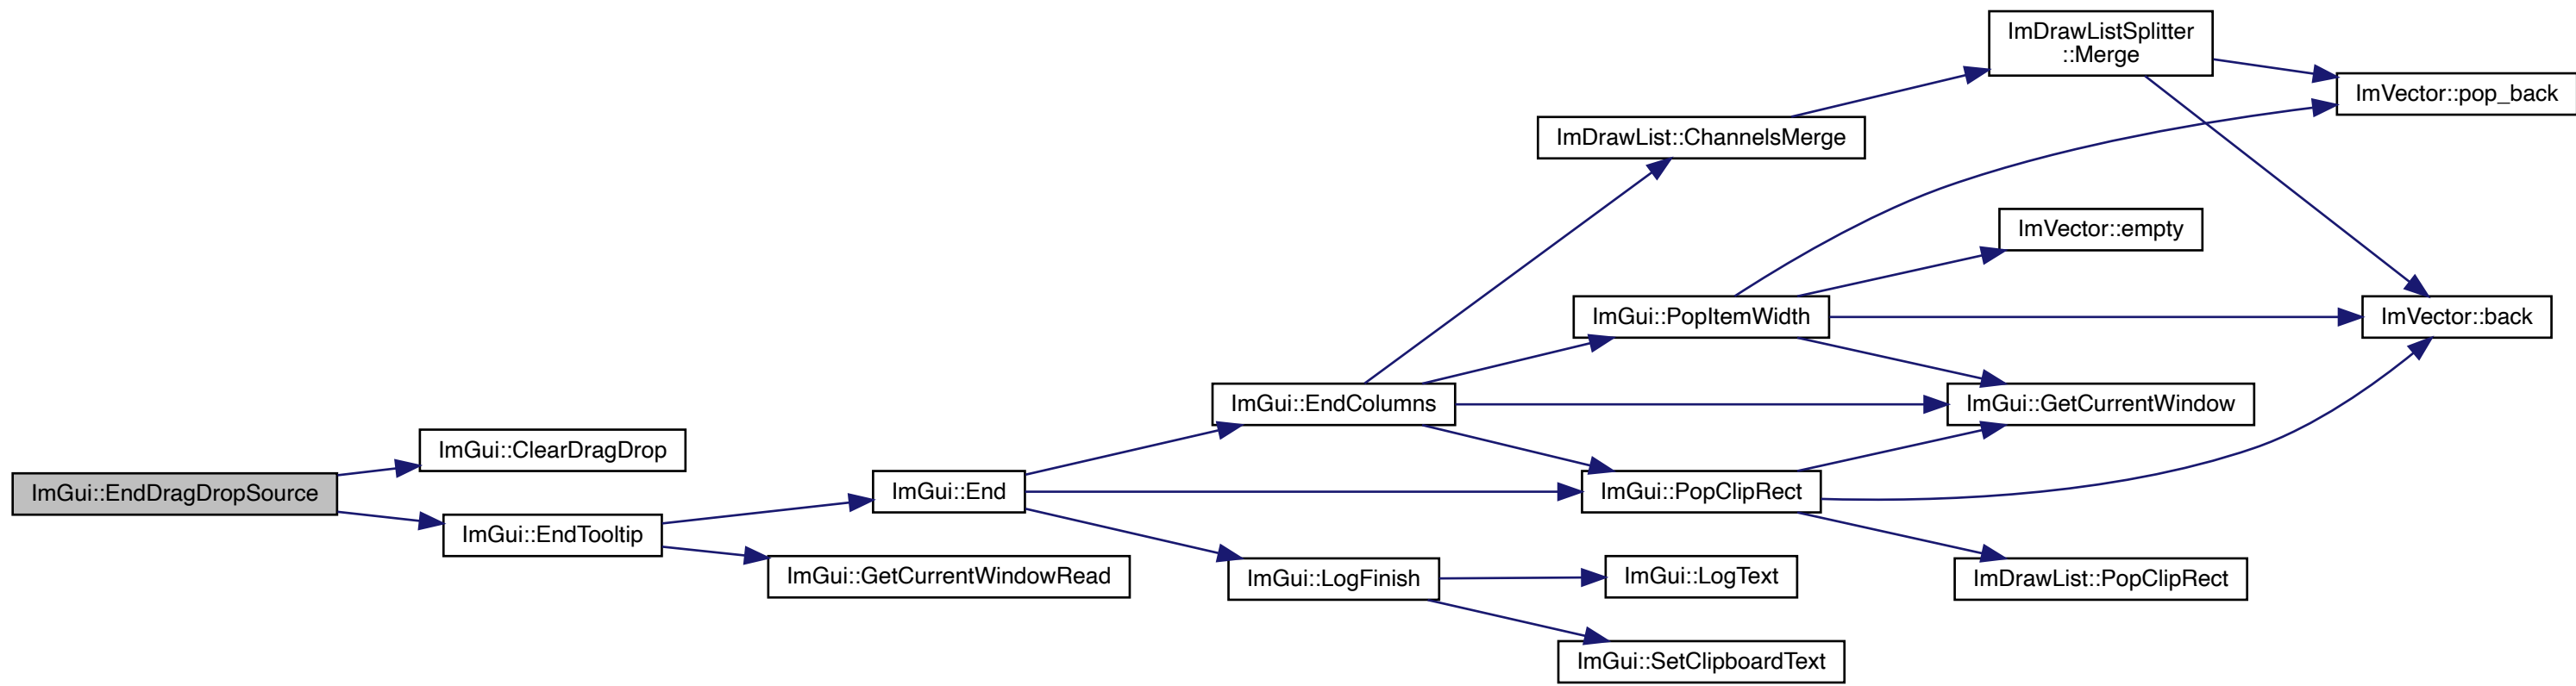 ImDrawListSplitter
::Merge
ImVector::pop_back
ImDrawList::ChannelsMerge
ImVector::empty
ImGui::PopItemWidth
ImVector::back
ImGui::EndColumns
ImGui::GetCurrentWindow
ImGui::ClearDragDrop
ImGui::EndDragDropSource
ImGui::End
ImGui::PopClipRect
ImGui::EndTooltip
ImGui::GetCurrentWindowRead
ImGui::LogFinish
ImGui::LogText
ImDrawList::PopClipRect
ImGui::SetClipboardText